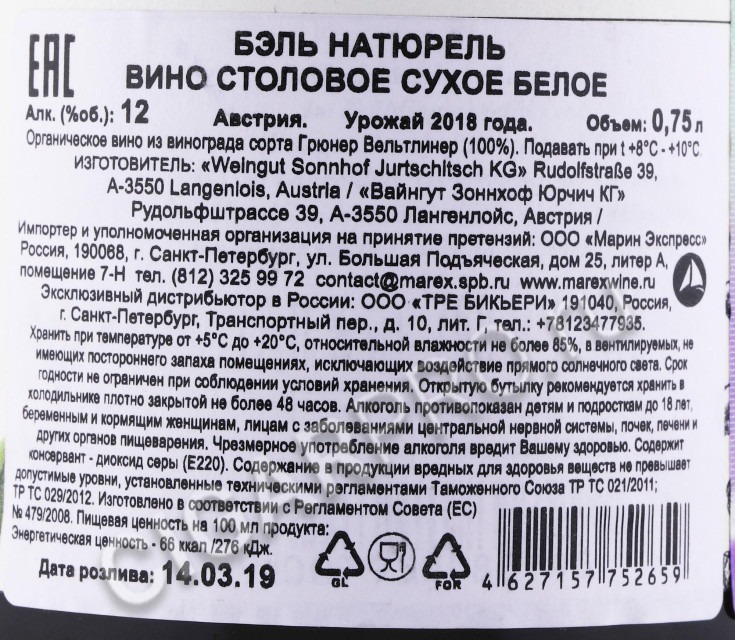 EAC
БЭЛЬ НАТЮРЕЛЬ
ВИНО СТОЛОВОЕ СУХОЕ БЕЛОЕ
Алк. (%об.): 12 Австрия. Урожай 2018 года. Объем: 0,75 л
Органическое вино из винограда сорта Грюнер Вельтлинер (100%). Подавать при t +8°C - +10°C
ИЗГОТОВИТЕЛЬ: «Weingut Sonnhof Jurtschitsch KG» Rudolfstraße 39,
A-3550 Langenlois, Austria / «Вайнгут Зоннхоф Юрчич КГ»
Рудольфштрассе 39, А-3550 Лангенлойс, Австрия /
Импортер и уполномоченная организация на принятие претензий: ООО «Марин Экспресс»
Россия, 190068, г. Санкт-Петербург, ул. Большая Подъяческая, дом 25, литер А,
помещение 7-Н тел. (812) 325 99 72 contact@marex.spb.ru www.marexwine.ru
Эксклюзивный дистрибьютор в России: ООО «ТРЕ БИКЬЕРИ» 191040, Россия,
г. Санкт-Петербург, Транспортный пер., д. 10, лит. Г тел.: +78123477935.
Хранить при температуре от +5°C до +20°C, относительной влажности не более 85%, в вентилируемых, не
имеющих постороннего запаха помещениях, исключающих воздействие прямого солнечного света. Срок
годности не ограничен при соблюдении условий хранения. Открытую бутылку рекомендуется хранить в
холодильнике плотно закрытой не более 48 часов. Алкоголь противопоказан детям и подросткам до 18 лет,
беременным и кормящим женщинам, лицам с заболеваниями центральной нервной системы, почек, печени и
других органов пищеварения. Чрезмерное употребление алкоголя вредит Вашему здоровью. Содержит
консервант - диоксид серы (Е220). Содержание в продукции вредных для здоровья веществ не превышает
допустимые уровни, установленные техническими регламентами Таможенного Союза ТР ТС 021/2011;
ТР ТС 029/2012. Изготовлено в соответствии с Регламентом Совета (ЕС)
№ 479/2008. Пищевая ценность на 100 мл продукта:
Энергетическая ценность - 66 ккал /276 кДж.
Дата розлива: 14.03.19
GL FOR
4 627157 752659